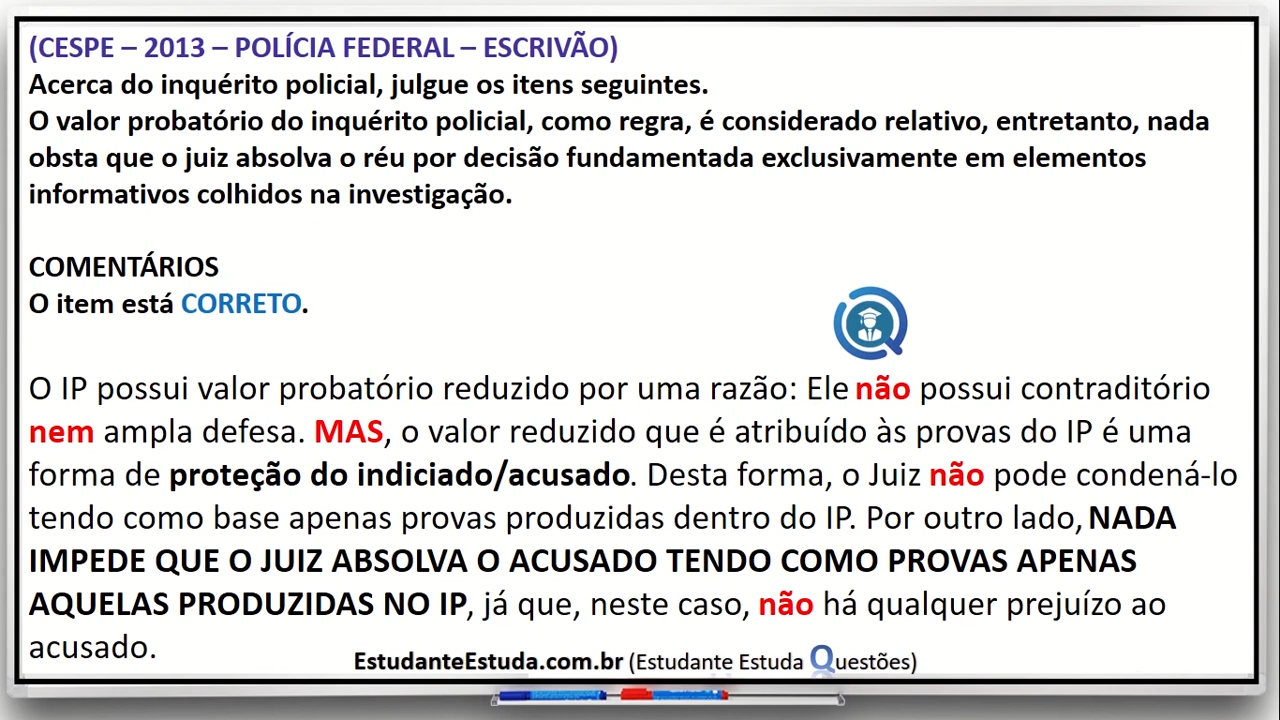 (CESPE – 2013 – POLÍCIA FEDERAL – ESCRIVÃO)
Acerca do inquérito policial, julgue os itens seguintes.
O valor probatório do inquérito policial, como regra, é considerado relativo, entretanto, nada
obsta que o juiz absolva o réu por decisão fundamentada exclusivamente em elementos
informativos colhidos na investigação.
COMENTÁRIOS
O item está CORRETO.
O IP possui valor probatório reduzido por uma razão: Ele não possui contraditório
nem ampla defesa. MAS, o valor reduzido que é atribuído às provas do IP é uma
forma de proteção do indiciado/acusado. Desta forma, o Juiz não pode condená-lo
tendo como base apenas provas produzidas dentro do IP. Por outro lado, NADA
IMPEDE QUE O JUIZ ABSOLVA O ACUSADO TENDO COMO PROVAS APENAS
AQUELAS PRODUZIDAS NO IP, já que, neste caso, não há qualquer prejuízo ao
acusado.
EstudanteEstuda.com.br (Estudante Estuda Questões)